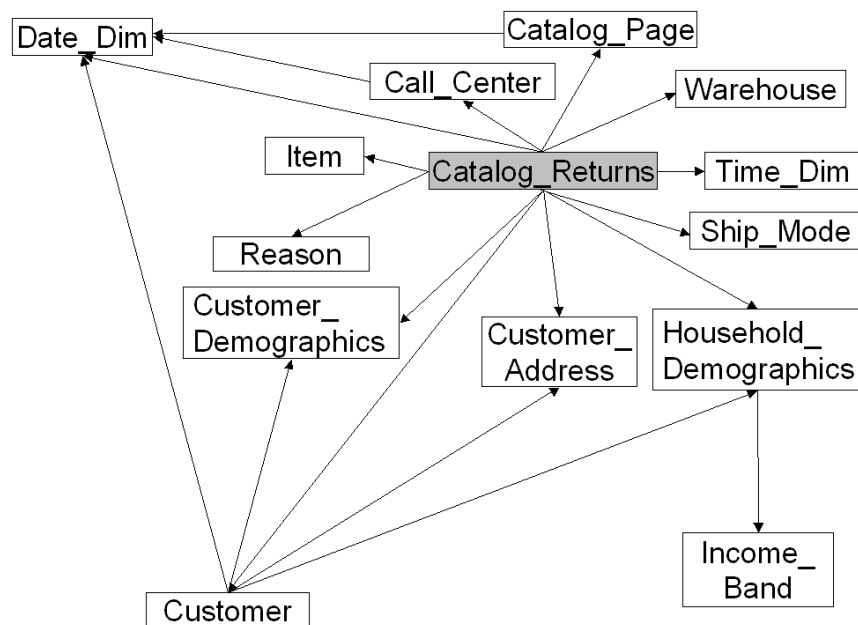 Date_Dim
Catalog_Page
Call_Center
Warehouse
Item
Catalog_Returns
Time_Dim
Ship_Mode
Reason
Customer_
Demographics
Customer_
Address
Household_
Demographics
Income_
Band
Customer